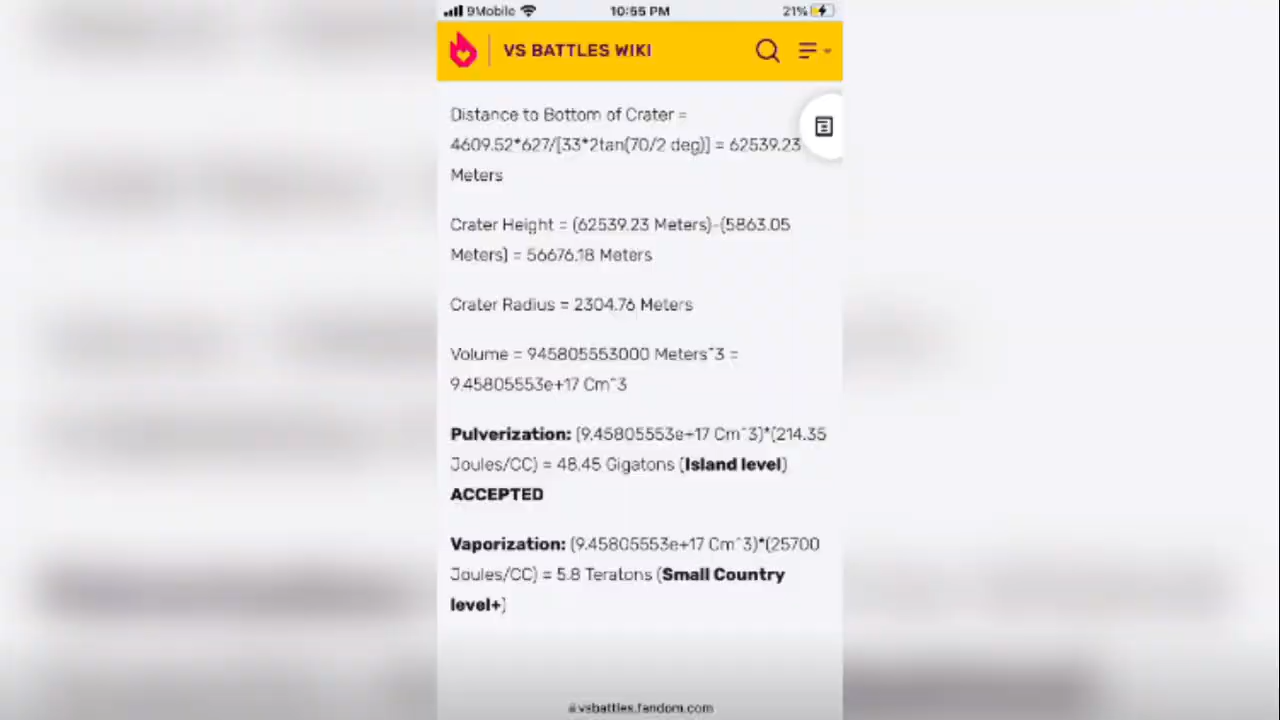 9Mobile 10:55 PM 21%
VS BATTLES WIKI
Distance to Bottom of Crater =
4609.52*627/[33*2tan(70/2 deg)] = 62539.23
Meters
Crater Height = (62539.23 Meters)-(5863.05
Meters) = 56676.18 Meters
Crater Radius = 2304.76 Meters
Volume = 945805553000 Meters^3 =
9.45805553e+17 Cm^3
Pulverization: (9.45805553e+17 Cm^3)*(214.35
Joules/CC) = 48.45 Gigatons (Island level)
ACCEPTED
Vaporization: (9.45805553e+17 Cm^3)*(25700
Joules/CC) = 5.8 Teratons (Small Country
level+)
vsbattles.fandom.com